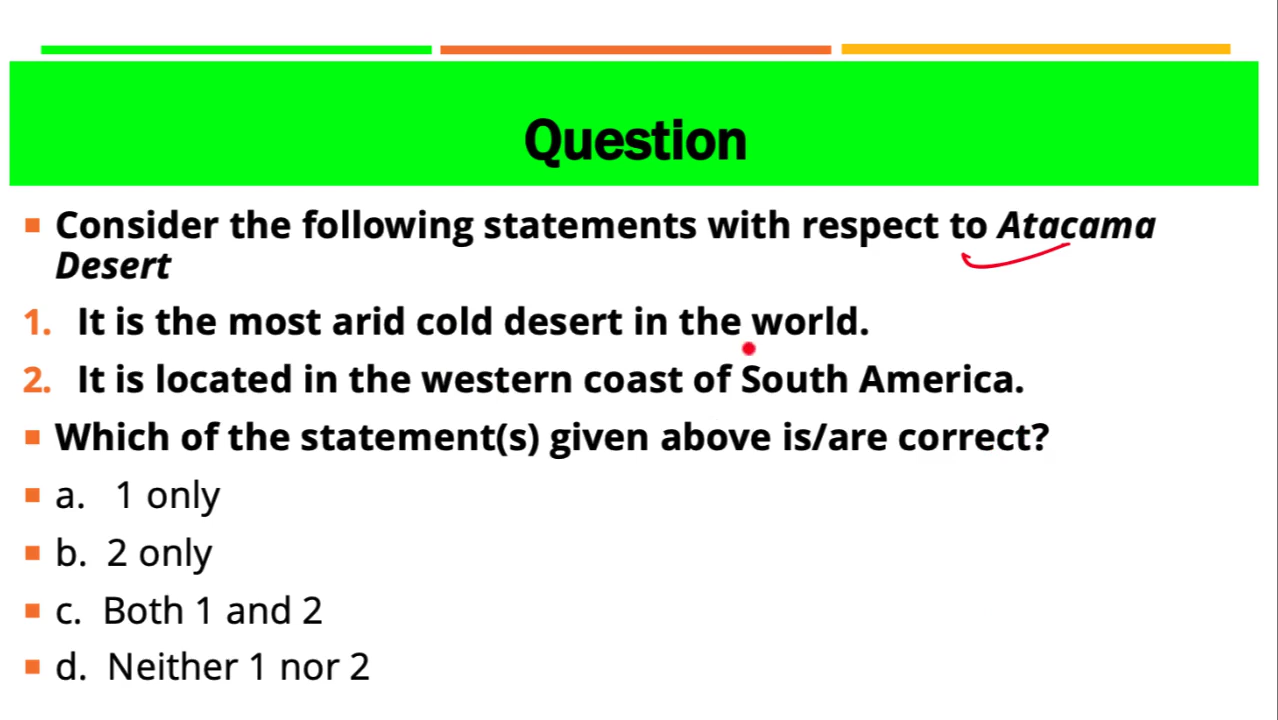 Question
Consider the following statements with respect to Atacama
Desert
1. It is the most arid cold desert in the world.
2. It is located in the western coast of South America.
Which of the statement(s) given above is/are correct?
a. 1 only
b. 2 only
c. Both 1 and 2
d. Neither 1 nor 2